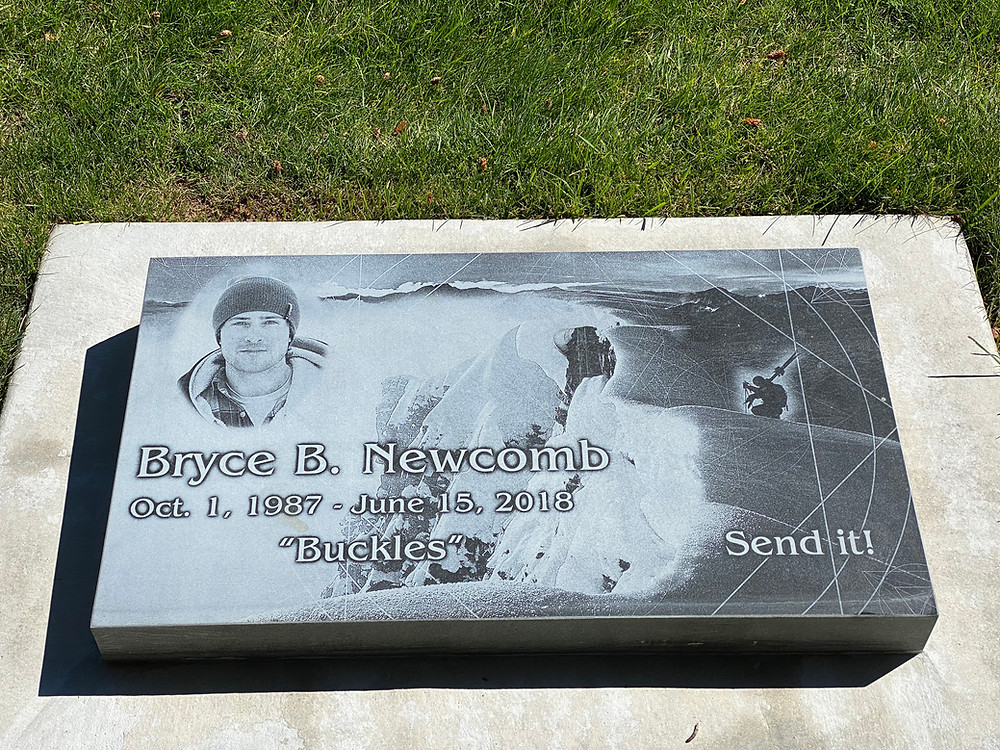 Bryce B. Newcomb
Oct. 1, 1987 - June 15, 2018
"Buckles"
Send it!